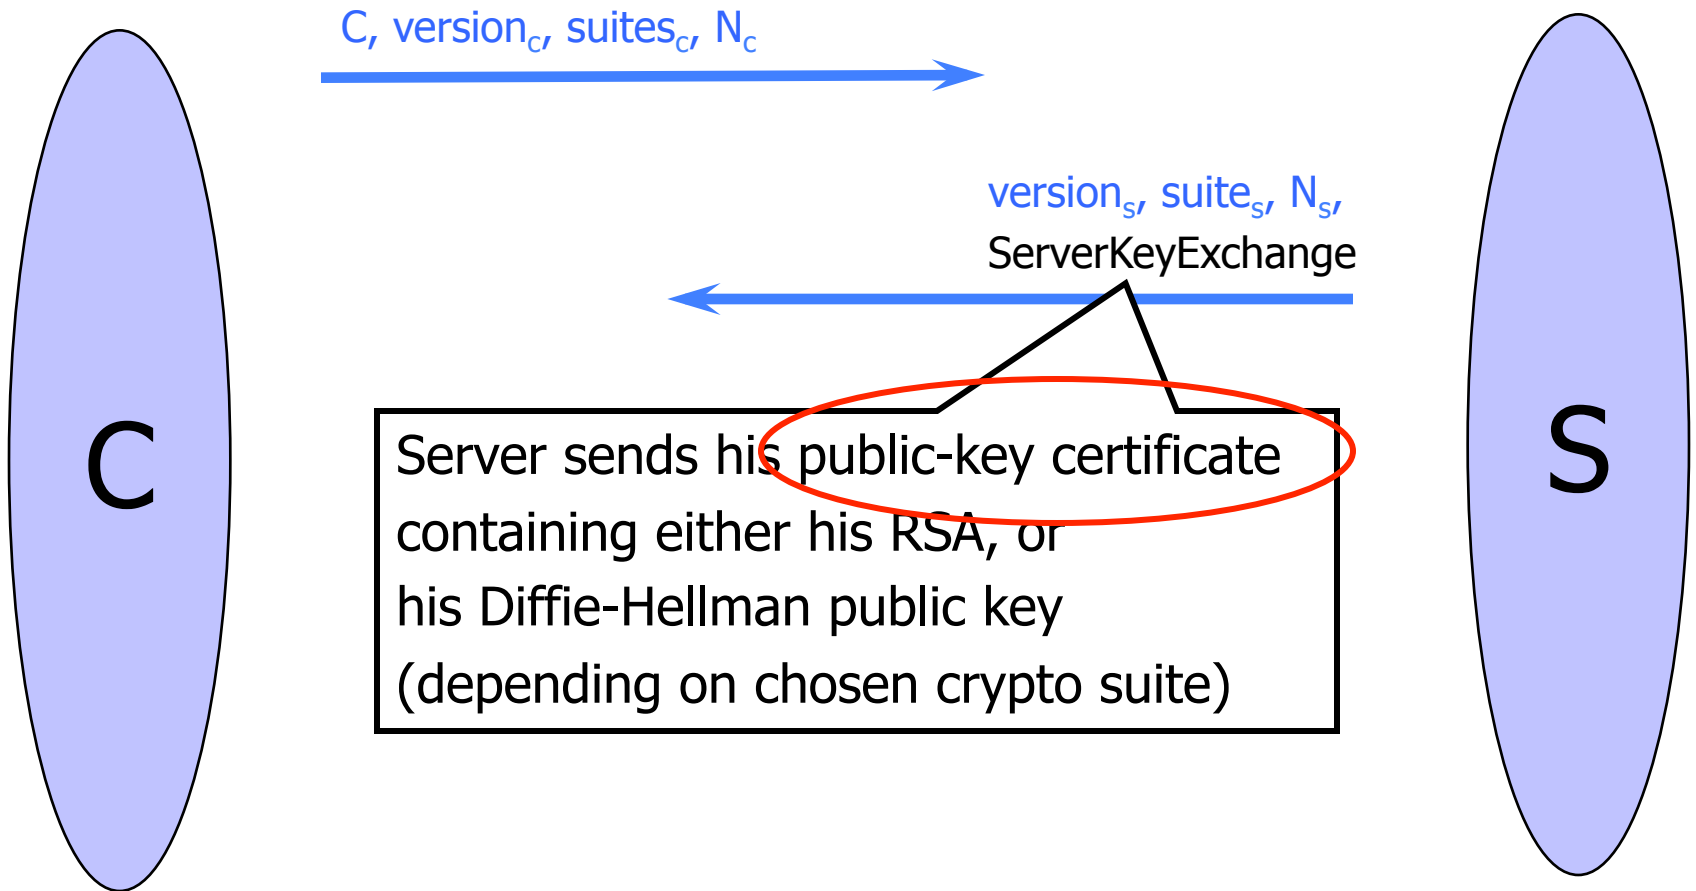 C, versionc, suitesc, Nc
versions, suites, Ns,
ServerKeyExchange
C
S
Server sends his public-key certificate
containing either his RSA, or
his Diffie-Hellman public key
(depending on chosen crypto suite)